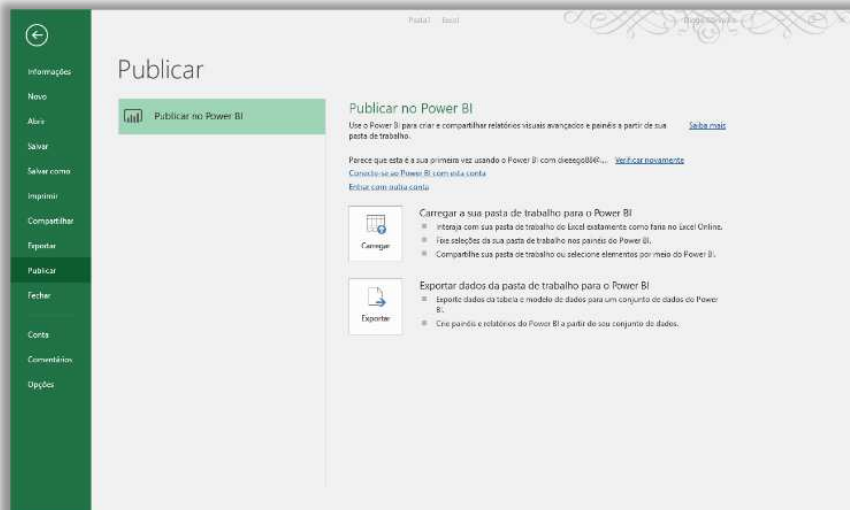 Pasta1 - Excel
Informações
Novo
Abrir
Salvar
Salvar como
Imprimir
Compartilhar
Exportar
Publicar
Fechar
Conta
Comentários
Opções
Publicar
Publicar no Power BI
Publicar no Power BI
Use o Power BI para criar e compartilhar relatórios visuais avançados e painéis a partir de sua
pasta de trabalho.
Saiba mais
Parece que esta é a sua primeira vez usando o Power BI com Verificar novamente
Conecte-se ao Power BI com esta conta
Entrar com outra conta
Carregar
Carregar a sua pasta de trabalho para o Power BI
Interaja com sua pasta de trabalho do Excel exatamente como faria no Excel Online.
Fixe seleções da sua pasta de trabalho nos painéis do Power BI.
Compartilhe sua pasta de trabalho ou selecione elementos por meio do Power BI.
Exportar
Exportar dados da pasta de trabalho para o Power BI
Exporte dados da tabela e modelo de dados para um conjunto de dados do Power
BI.
Crie painéis e relatórios do Power BI a partir do seu conjunto de dados.